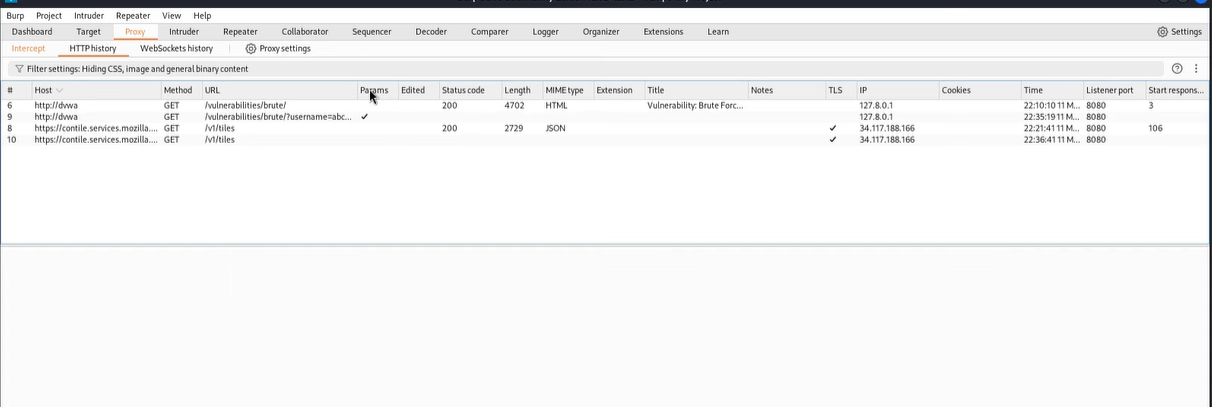 Burp Project Intruder Repeater View Help
Dashboard Target Proxy Intruder Repeater Collaborator Sequencer Decoder Comparer Logger Organizer Extensions Learn Settings
Intercept HTTP history WebSockets history Proxy settings
Filter settings: Hiding CSS, image and general binary content
# Host Method URL Params Edited Status code Length MIME type Extension Title Notes TLS IP Cookies Time Listener port Start respons...
6 http://dvwa GET /vulnerabilities/brute/ 200 4702 HTML Vulnerability: Brute Forc... 127.8.0.1 22:10:10 11 M... 8080 3
9 http://dvwa GET /vulnerabilities/brute/?username=abc... ✓ 127.8.0.1 22:35:19 11 M... 8080
8 https://contile.services.mozilla.... GET /v1/tiles 200 2729 JSON ✓ 34.117.188.166 22:21:41 11 M... 8080 106
10 https://contile.services.mozilla.... GET /v1/tiles ✓ 34.117.188.166 22:36:41 11 M... 8080